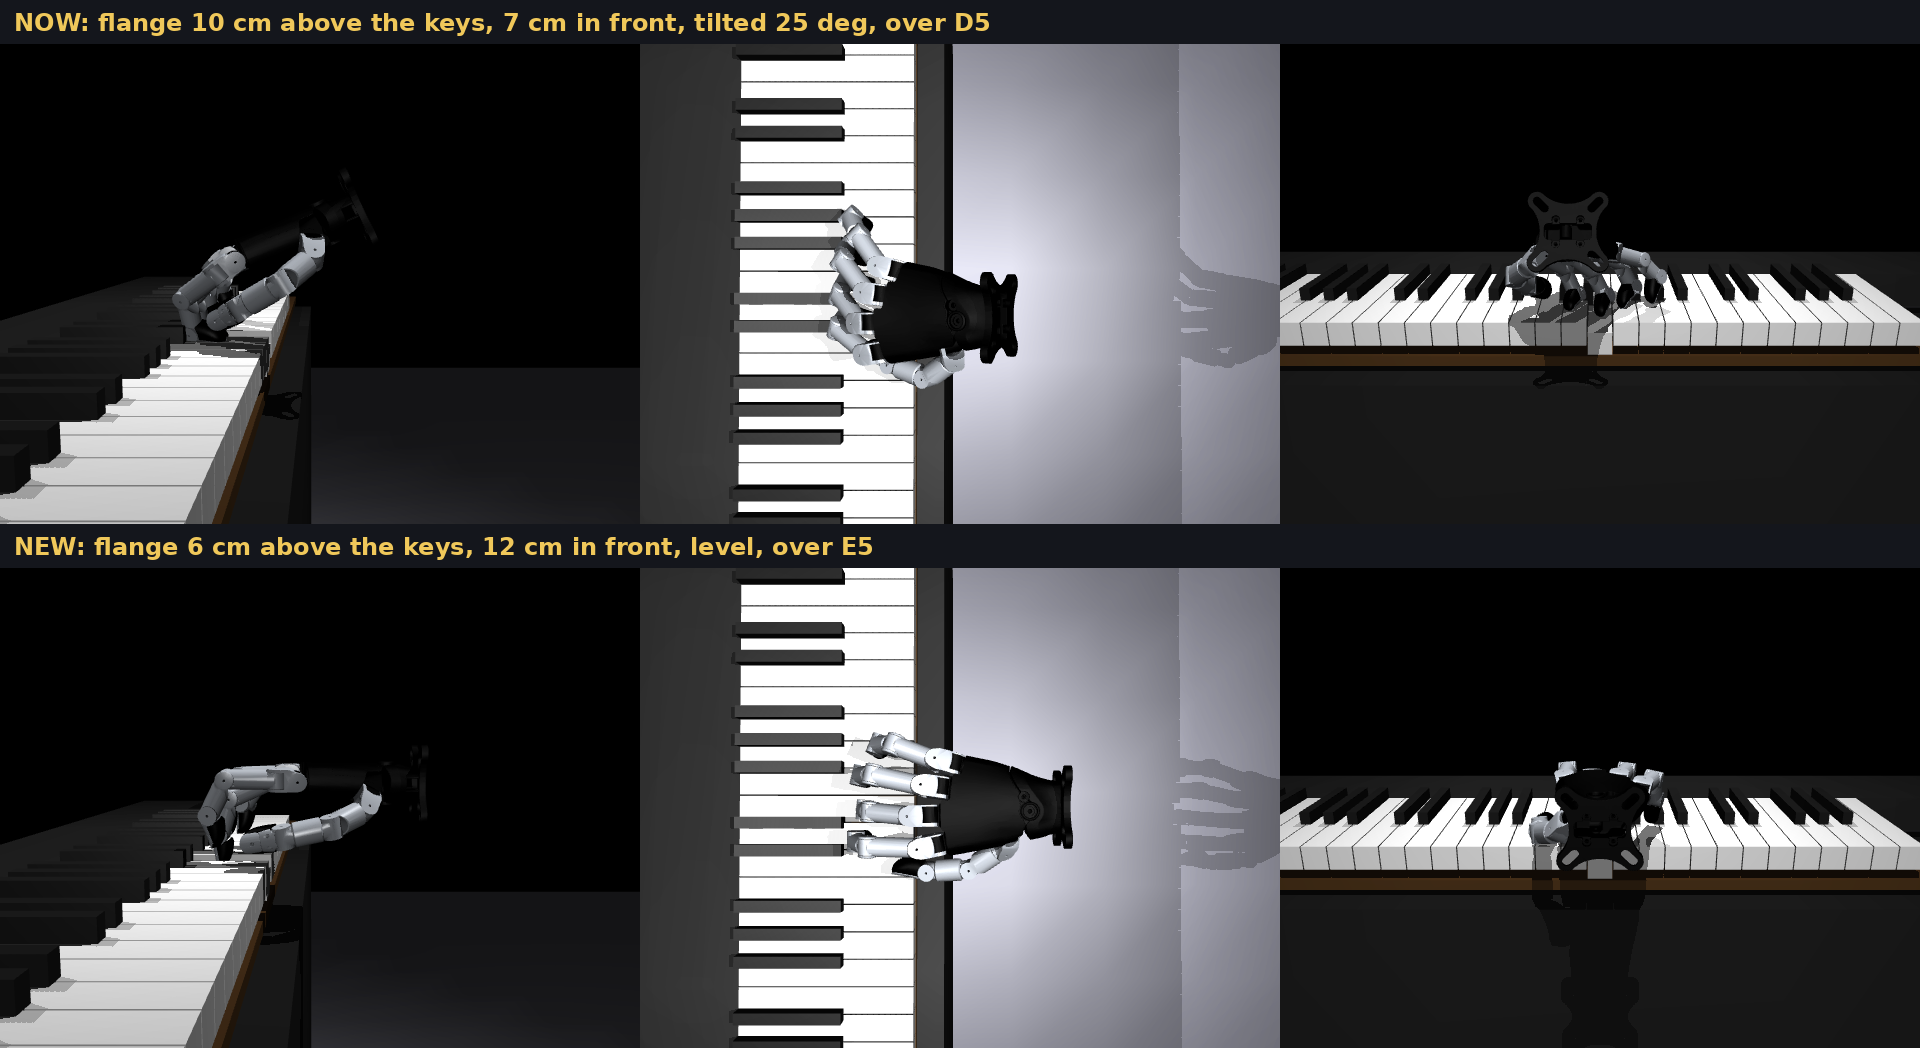 NOW: flange 10 cm above the keys, 7 cm in front, tilted 25 deg, over D5
NEW: flange 6 cm above the keys, 12 cm in front, level, over E5